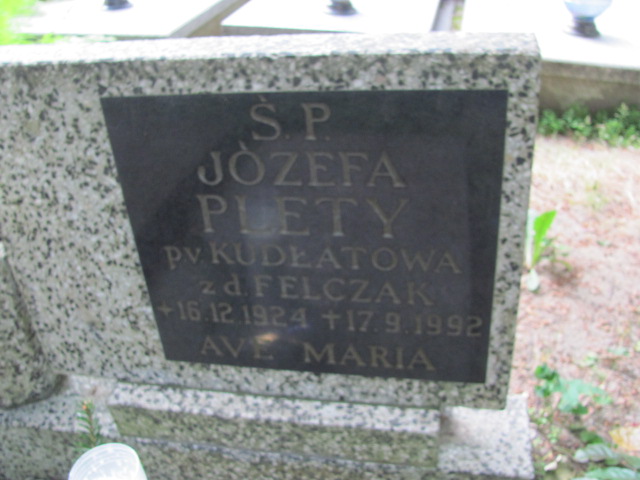 Ś. P.
JÓZEFA
PLETY
pv. KUDŁATOWA
z d. FELCZAK
+16.12.1924 +17.9.1992
AVE MARIA